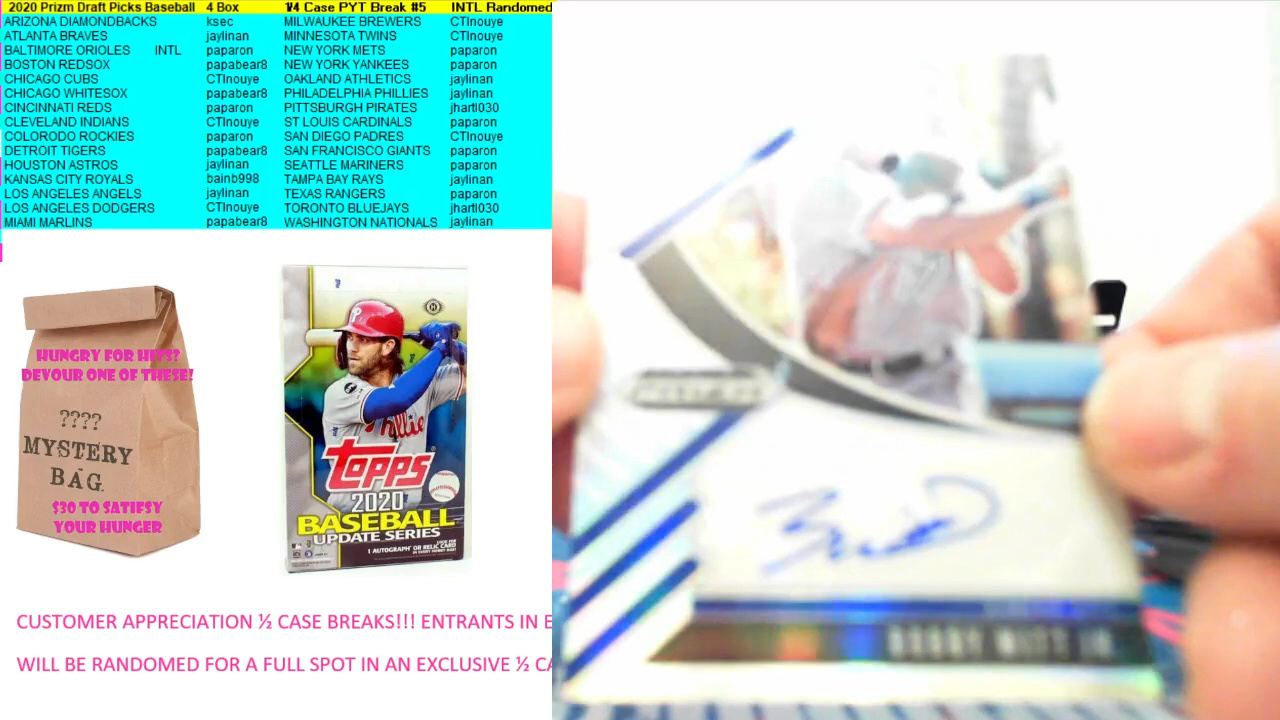 2020 Prizm Draft Picks Baseball 4 Box 1/4 Case PYT Break #5 INTL Randomed
ARIZONA DIAMONDBACKS ksec MILWAUKEE BREWERS CTInouye
ATLANTA BRAVES jaylinan MINNESOTA TWINS CTInouye
BALTIMORE ORIOLES INTL paparon NEW YORK METS paparon
BOSTON REDSOX papabear8 NEW YORK YANKEES paparon
CHICAGO CUBS CTInouye OAKLAND ATHLETICS jaylinan
CHICAGO WHITESOX papabear8 PHILADELPHIA PHILLIES jaylinan
CINCINNATI REDS paparon PITTSBURGH PIRATES jhartl030
CLEVELAND INDIANS CTInouye ST LOUIS CARDINALS paparon
COLORODO ROCKIES paparon SAN DIEGO PADRES CTInouye
DETROIT TIGERS papabear8 SAN FRANCISCO GIANTS paparon
HOUSTON ASTROS jaylinan SEATTLE MARINERS paparon
KANSAS CITY ROYALS bainb998 TAMPA BAY RAYS jaylinan
LOS ANGELES ANGELS jaylinan TEXAS RANGERS paparon
LOS ANGELES DODGERS CTInouye TORONTO BLUEJAYS jhartl030
MIAMI MARLINS papabear8 WASHINGTON NATIONALS jaylinan
HUNGRY FOR HITS?
DEVOUR ONE OF THESE!
????
MYSTERY
BAG.
$30 TO SATIFSY
YOUR HUNGER
Phillies
TOPPS
2020
BASEBALL
UPDATE SERIES
1 AUTOGRAPH OR RELIC CARD
CUSTOMER APPRECIATION ½ CASE BREAKS!!! ENTRANTS IN
WILL BE RANDOMED FOR A FULL SPOT IN AN EXCLUSIVE ½
BOBBY WITT JR.